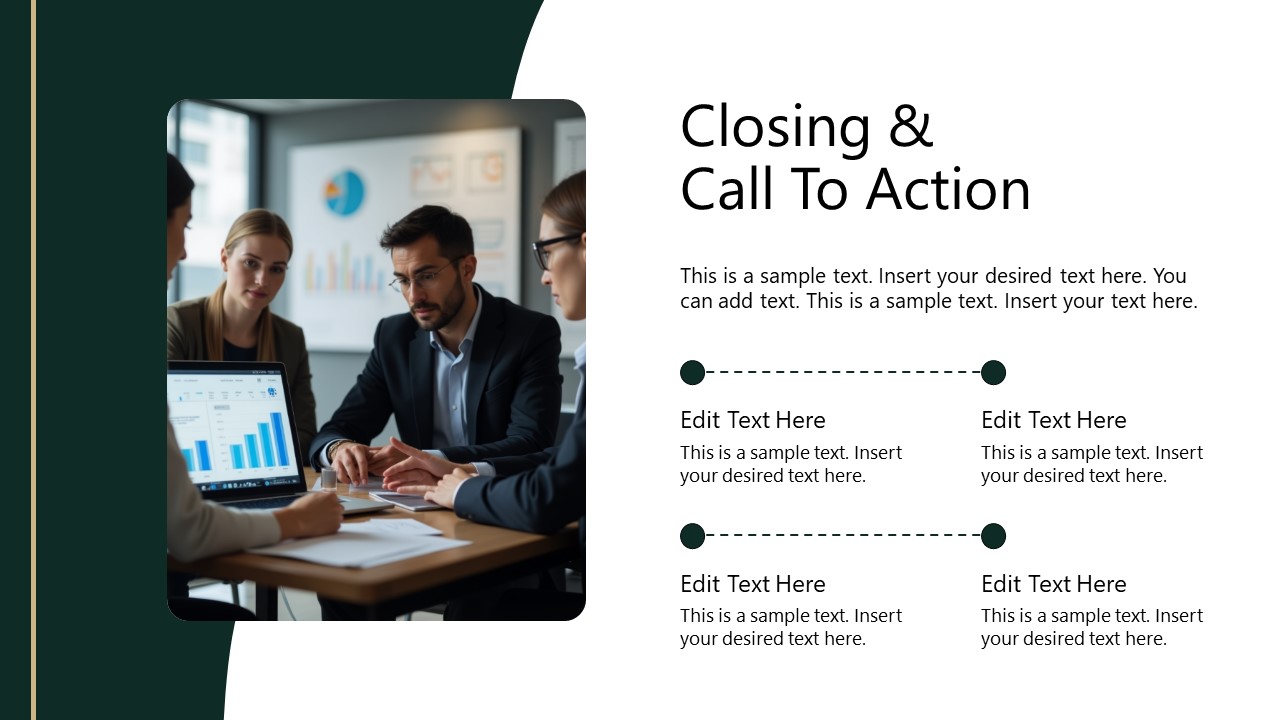 Closing &
Call To Action
This is a sample text. Insert your desired text here. You
can add text. This is a sample text. Insert your text here.
Edit Text Here
This is a sample text. Insert
your desired text here.
Edit Text Here
This is a sample text. Insert
your desired text here.
Edit Text Here
This is a sample text. Insert
your desired text here.
Edit Text Here
This is a sample text. Insert
your desired text here.